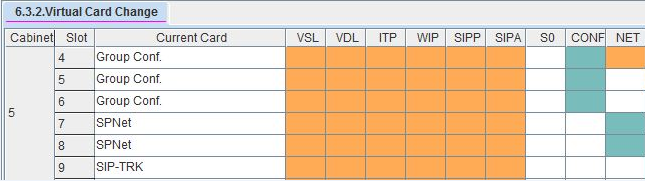 6.3.2.Virtual Card Change
Cabinet Slot Current Card VSL VDL ITP WIP SIPP SIPA S0 CONF NET
5
4 Group Conf.
5 Group Conf.
6 Group Conf.
7 SPNet
8 SPNet
9 SIP-TRK